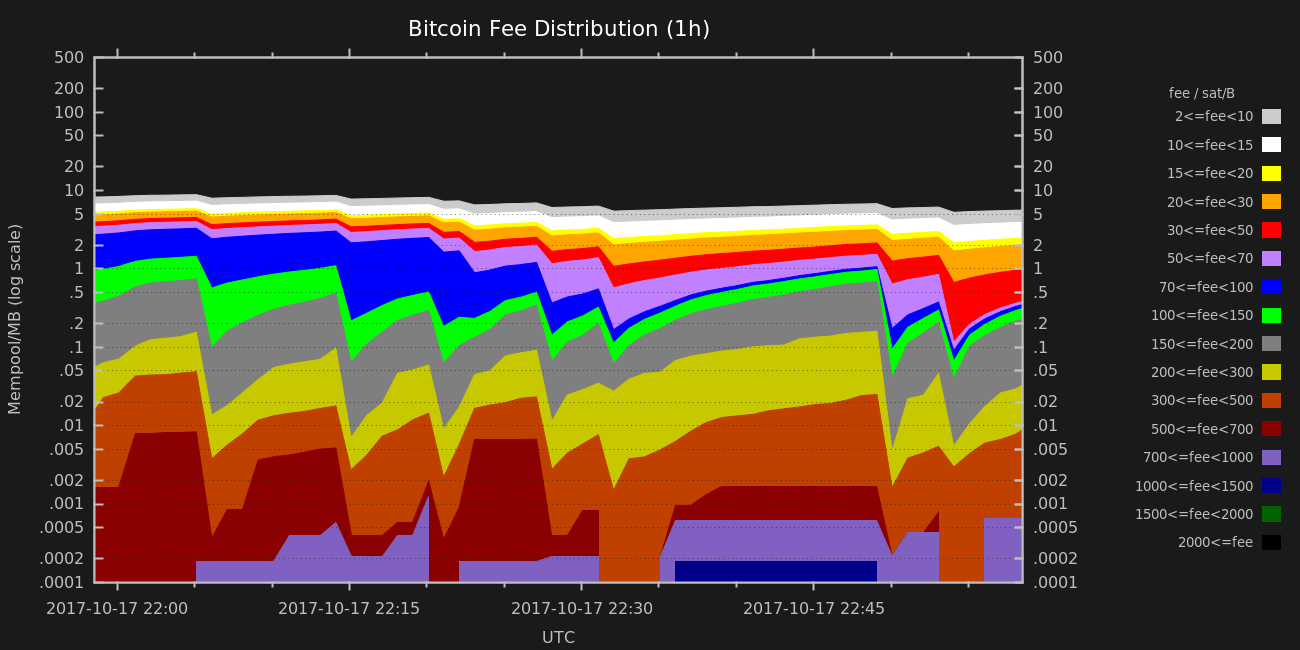 Bitcoin Fee Distribution (1h)
500 500
200 200
100 100
50 50
20 20
10 10
5 5
2 2
1 1
.5 .5
.2 .2
.1 .1
.05 .05
.02 .02
.01 .01
.005 .005
.002 .002
.001 .001
.0005 .0005
.0002 .0002
.0001 .0001
Mempool/MB (log scale)
2017-10-17 22:00 2017-10-17 22:15 2017-10-17 22:30 2017-10-17 22:45
UTC
fee / sat/B
2<=fee<10
10<=fee<15
15<=fee<20
20<=fee<30
30<=fee<50
50<=fee<70
70<=fee<100
100<=fee<150
150<=fee<200
200<=fee<300
300<=fee<500
500<=fee<700
700<=fee<1000
1000<=fee<1500
1500<=fee<2000
2000<=fee